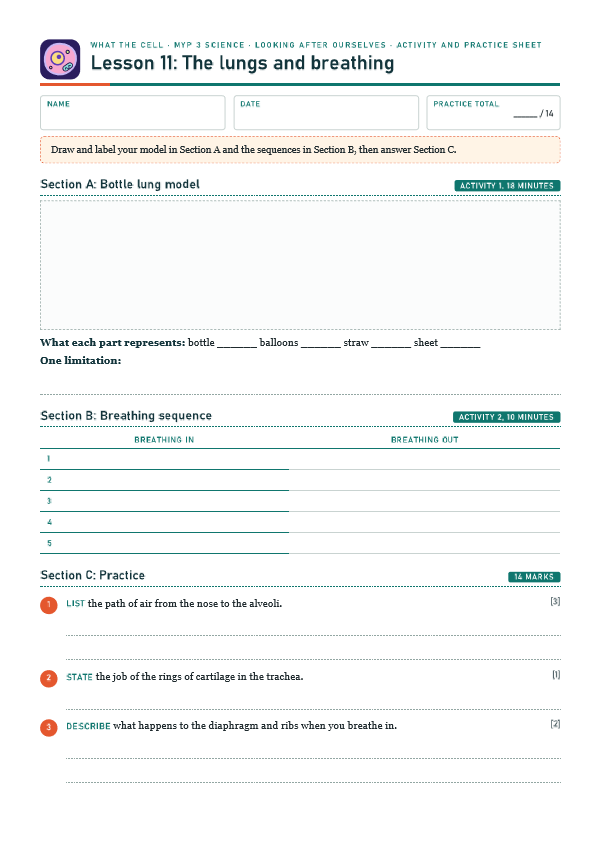 WHAT THE CELL · MYP 3 SCIENCE · LOOKING AFTER OURSELVES · ACTIVITY AND PRACTICE SHEET
Lesson 11: The lungs and breathing
NAME
DATE
PRACTICE TOTAL
_____ / 14
Draw and label your model in Section A and the sequences in Section B, then answer Section C.
Section A: Bottle lung model
ACTIVITY 1, 18 MINUTES
What each part represents: bottle _______ balloons _______ straw _______ sheet _______
One limitation:
Section B: Breathing sequence
ACTIVITY 2, 10 MINUTES
BREATHING IN
BREATHING OUT
1
2
3
4
5
Section C: Practice
14 MARKS
1 LIST the path of air from the nose to the alveoli. [3]
2 STATE the job of the rings of cartilage in the trachea. [1]
3 DESCRIBE what happens to the diaphragm and ribs when you breathe in. [2]